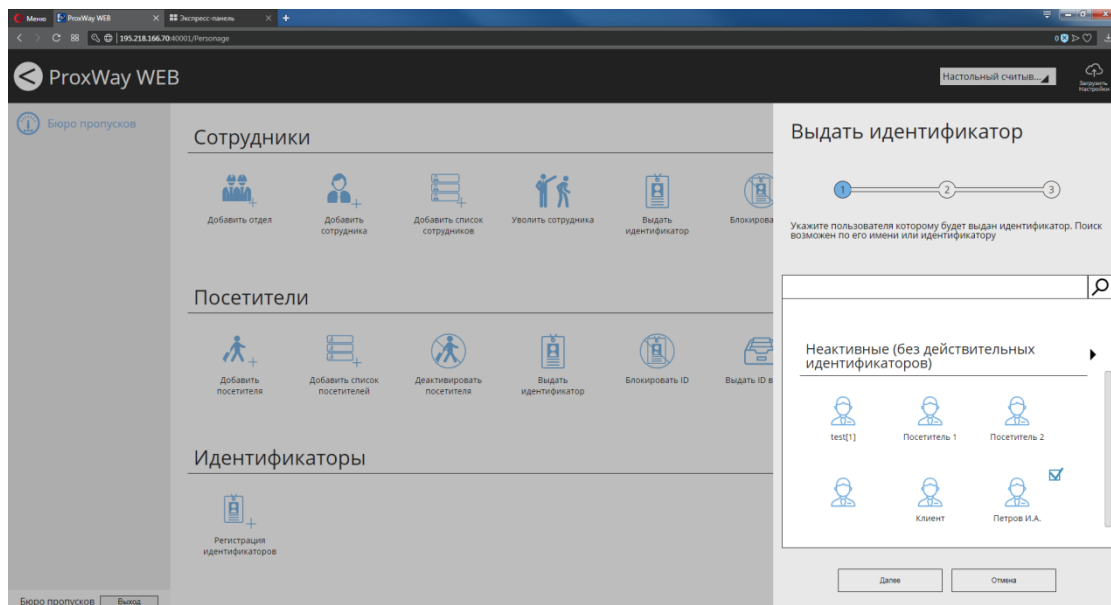 Меню
ProxWay WEB
Экспресс-панель
195.218.166.70:40001/Personage
0
ProxWay WEB
Настольный считыв...
Загрузить
Настройки
Бюро пропусков
Сотрудники
Добавить отдел
Добавить
сотрудника
Добавить список
сотрудников
Уволить сотрудника
Выдать
идентификатор
Блокирова
Посетители
Добавить
посетителя
Добавить список
посетителей
Деактивировать
посетителя
Выдать
идентификатор
Блокировать ID
Выдать ID в
Идентификаторы
Регистрация
идентификаторов
Бюро пропусков
Выход
Выдать идентификатор
1
2
3
Укажите пользователя которому будет выдан идентификатор. Поиск
возможен по его имени или идентификатору
Неактивные (без действительных
идентификаторов)
test[1]
Посетитель 1
Посетитель 2
Клиент
Петров И.А.
Далее
Отмена